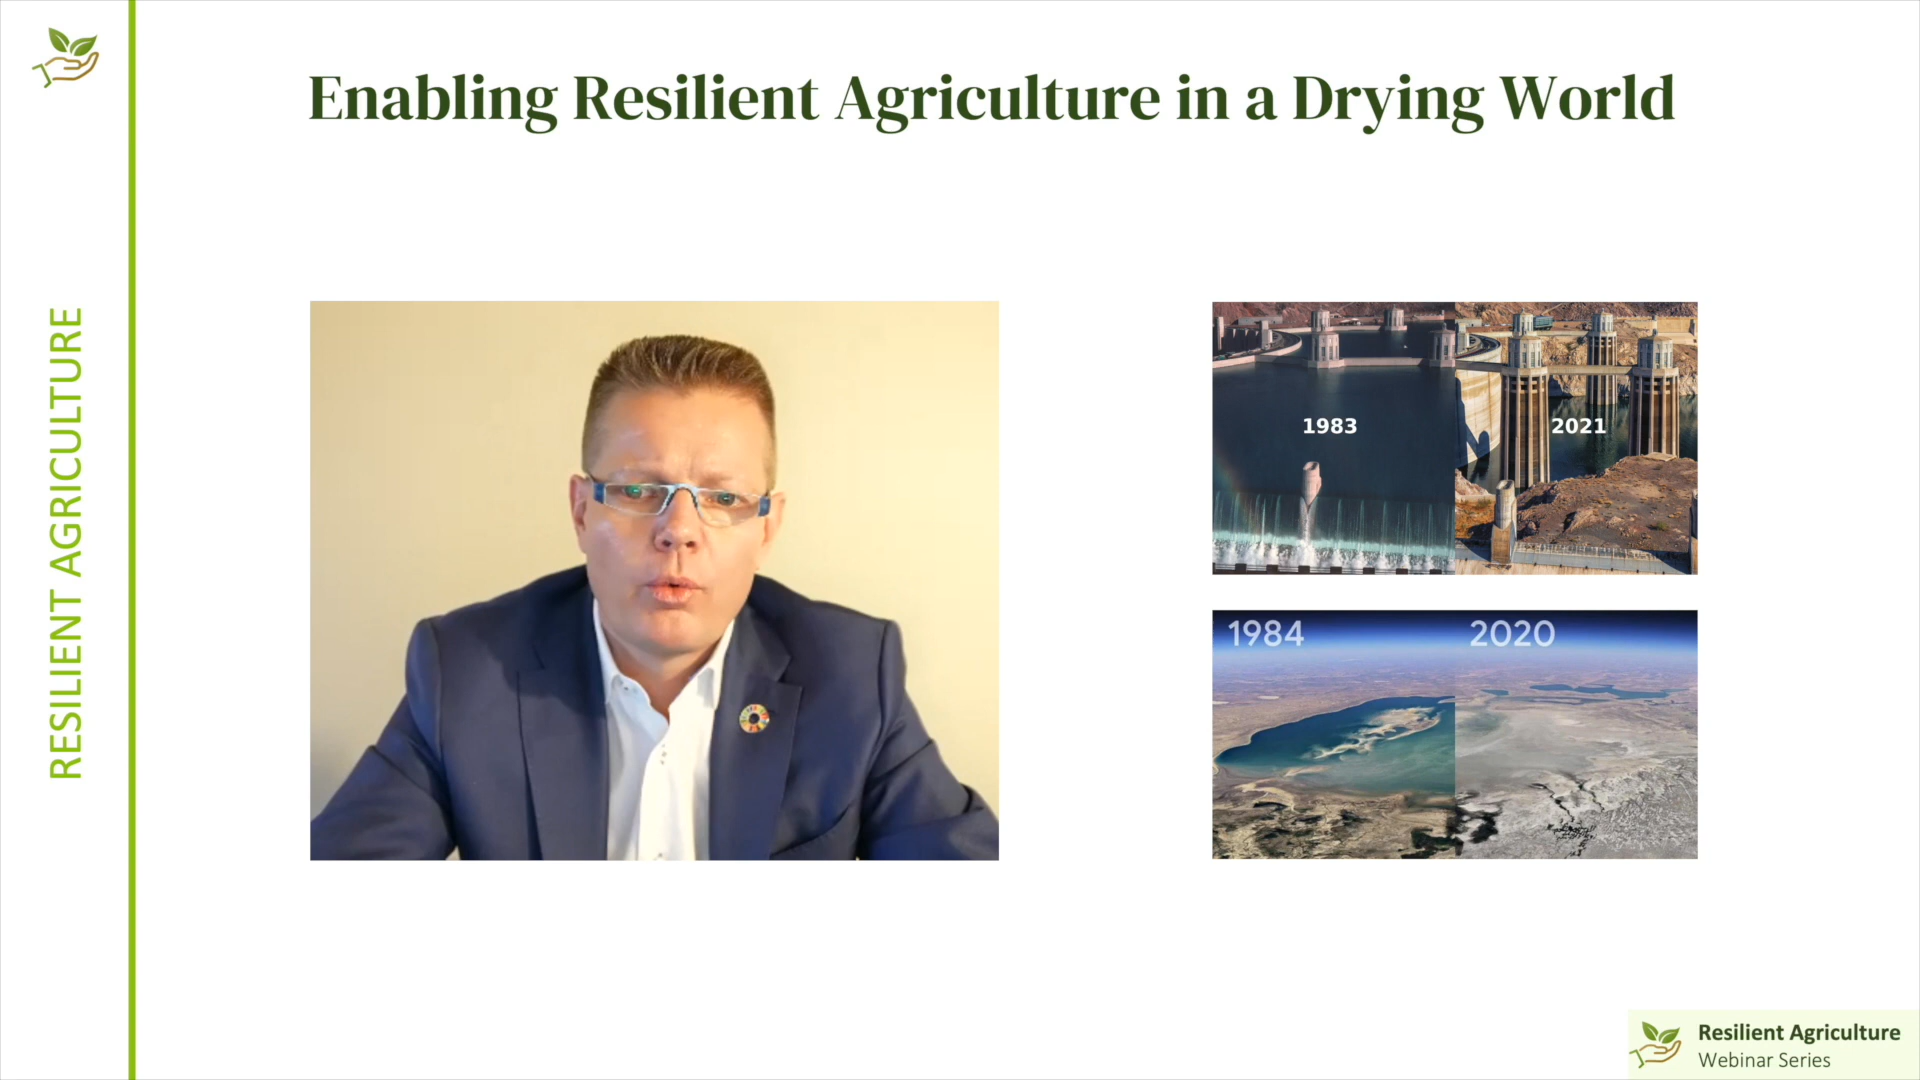 Enabling Resilient Agriculture in a Drying World
RESILIENT AGRICULTURE
1983
2021
1984
2020
Resilient Agriculture
Webinar Series